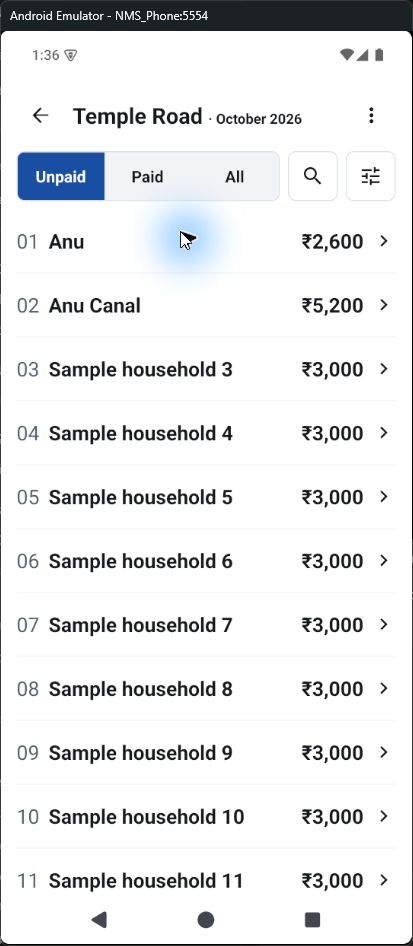 Android Emulator - NMS_Phone:5554
1:36
Temple Road · October 2026
Unpaid Paid All
01 Anu ₹2,600
02 Anu Canal ₹5,200
03 Sample household 3 ₹3,000
04 Sample household 4 ₹3,000
05 Sample household 5 ₹3,000
06 Sample household 6 ₹3,000
07 Sample household 7 ₹3,000
08 Sample household 8 ₹3,000
09 Sample household 9 ₹3,000
10 Sample household 10 ₹3,000
11 Sample household 11 ₹3,000